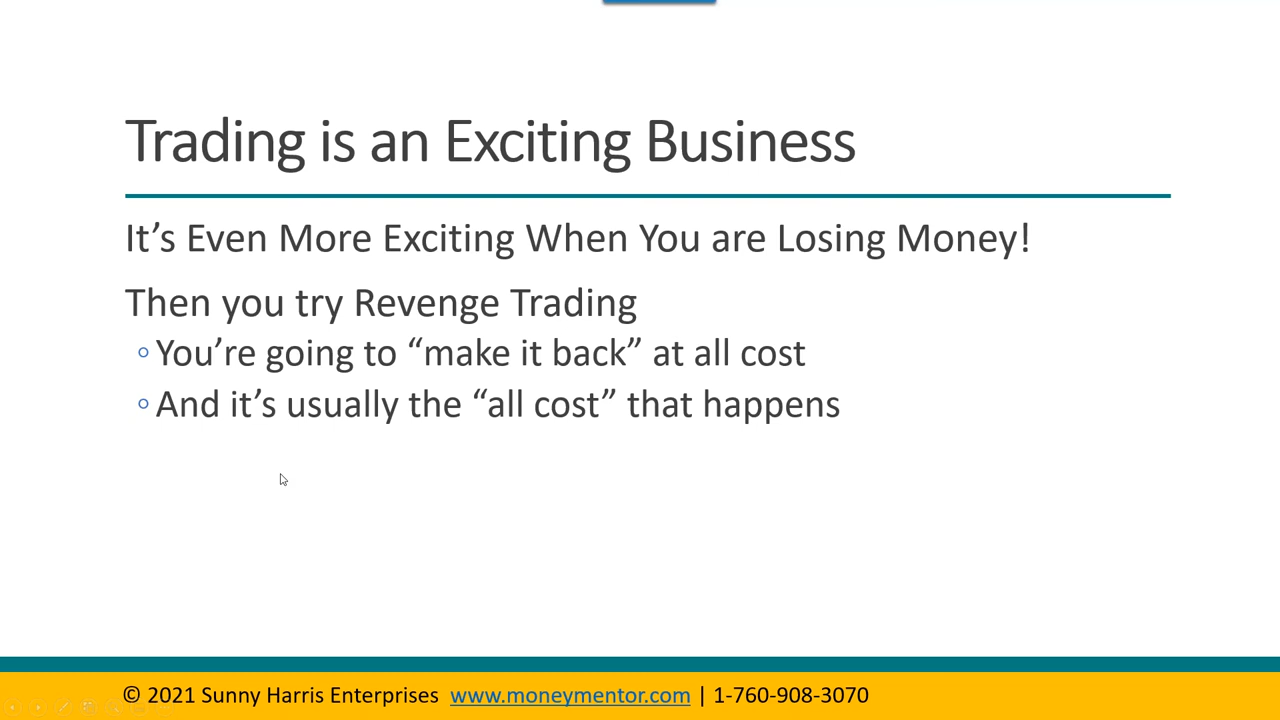 Trading is an Exciting Business
It’s Even More Exciting When You are Losing Money!
Then you try Revenge Trading
◦You’re going to “make it back” at all cost
◦And it’s usually the “all cost” that happens
© 2021 Sunny Harris Enterprises www.moneymentor.com | 1-760-908-3070